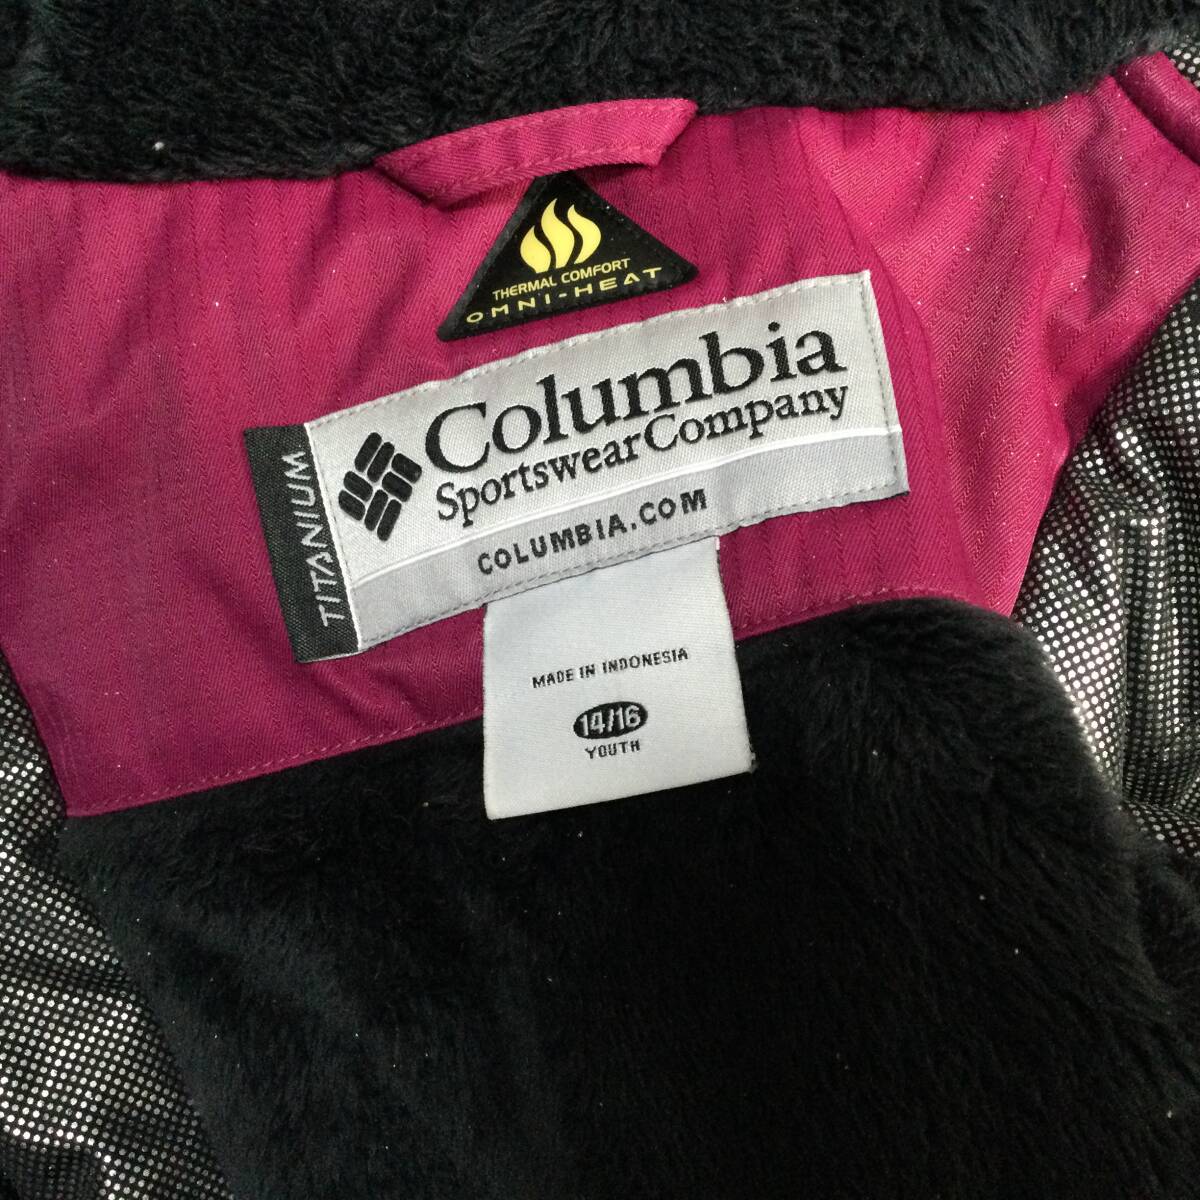 THERMAL COMFORT
OMNI-HEAT
Columbia
Sportswear Company
COLUMBIA.COM
TITANIUM
MADE IN INDONESIA
14/16
YOUTH